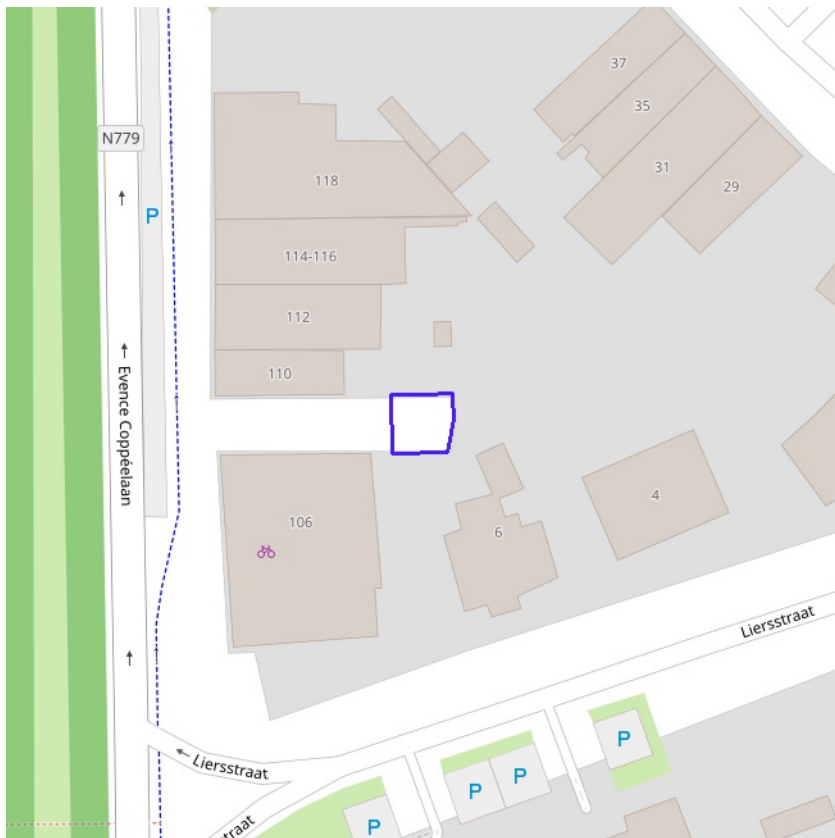 37
35
N779
118
31
29
P
114-116
112
110
Evence Coppéelaan
106
4
6
Liersstraat
P
Liersstraat
P
P
P
straat